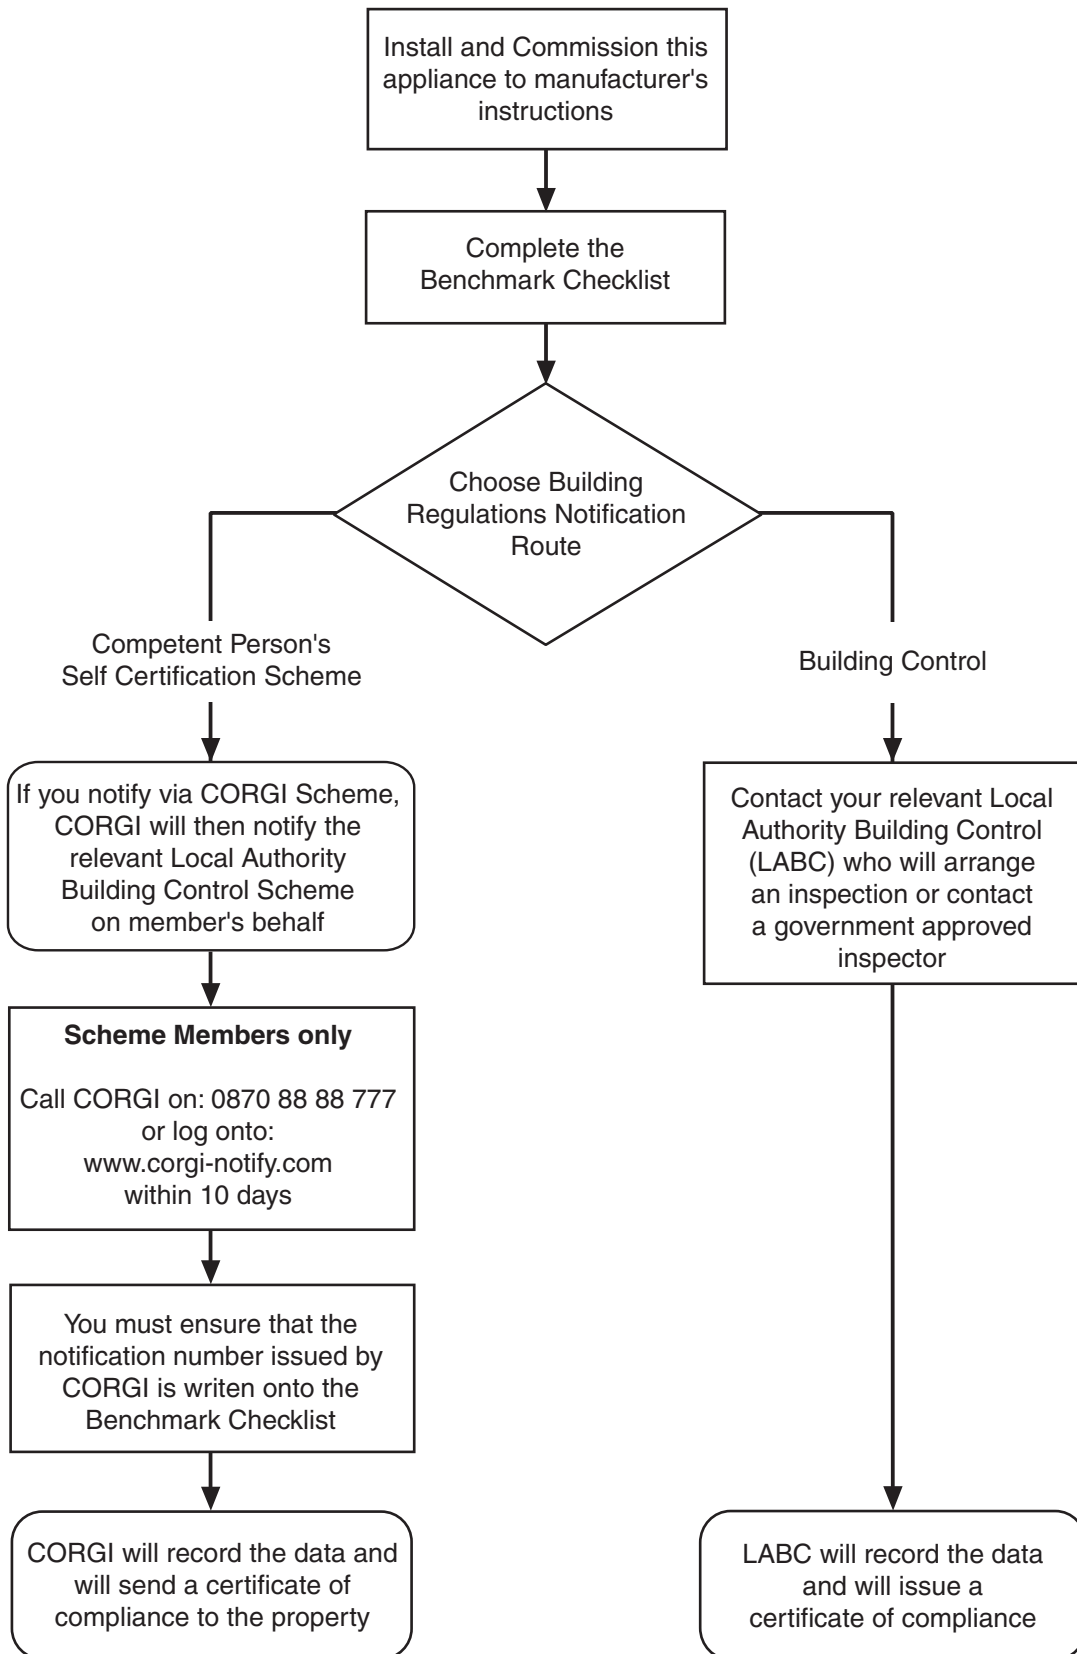 Install and Commission this
appliance to manufacturer's
instructions
Complete the
Benchmark Checklist
Choose Building
Regulations Notification
Route
Competent Person's
Self Certification Scheme
Building Control
If you notify via CORGI Scheme,
CORGI will then notify the
relevant Local Authority
Building Control Scheme
on member's behalf
Contact your relevant Local
Authority Building Control
(LABC) who will arrange
an inspection or contact
a government approved
inspector
Scheme Members only
Call CORGI on: 0870 88 88 777
or log onto:
www.corgi-notify.com
within 10 days
You must ensure that the
notification number issued by
CORGI is writen onto the
Benchmark Checklist
CORGI will record the data and
will send a certificate of
compliance to the property
LABC will record the data
and will issue a
certificate of compliance